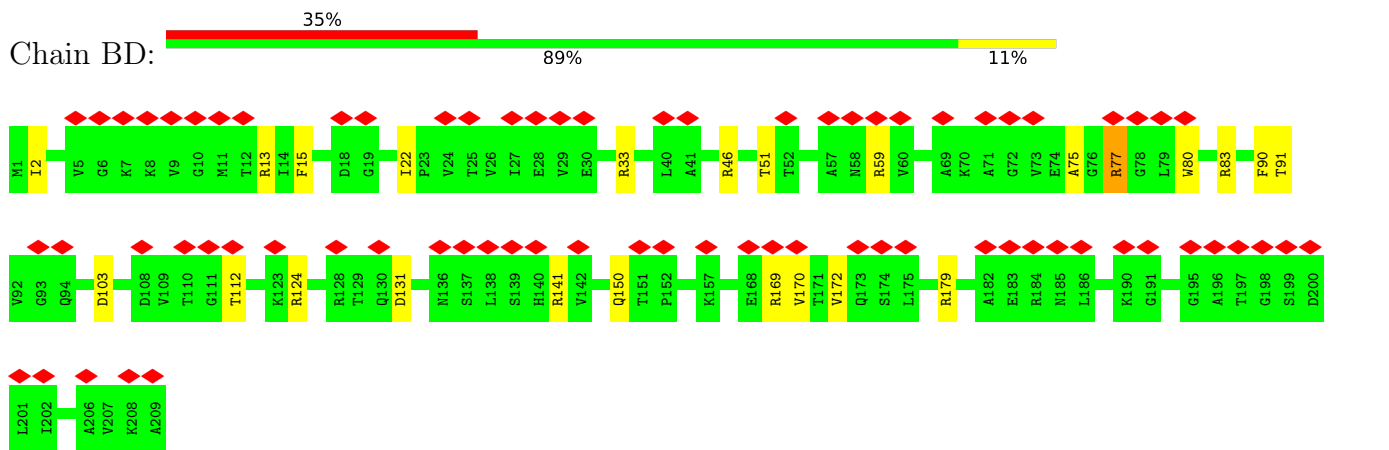 35%
Chain BD:
89% 11%
M1 I2 V5 G6 K7 K8 V9 G10 M11 T12 R13 I14 F15 D18 G19 I22 P23 V24 T25 V26 I27 E28 V29 E30 R33 L40 A41 R46 T51 T52 A57 N58 R59 V60 A69 K70 A71 G72 V73 E74 A75 G76 R77 G78 L79 W80 R83 F90 T91
V92 G93 Q94 D103 D108 V109 T110 G111 T112 K123 R124 R128 T129 Q130 D131 N136 S137 L138 S139 H140 R141 V142 Q150 T151 P152 K157 E168 R169 V170 T171 V172 Q173 S174 L175 R179 A182 E183 R184 N185 L186 K190 G191 G195 A196 T197 G198 S199 D200
L201 I202 A206 V207 K208 A209